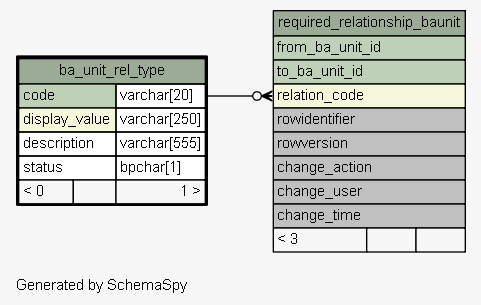 ba_unit_rel_type
code varchar[20]
display_value varchar[250]
description varchar[555]
status bpchar[1]
< 0 1 >
required_relationship_baunit
from_ba_unit_id
to_ba_unit_id
relation_code
rowidentifier
rowversion
change_action
change_user
change_time
< 3
Generated by SchemaSpy